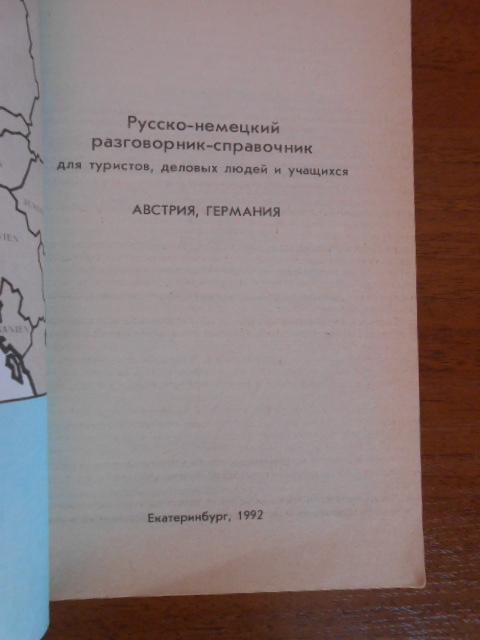 Русско-немецкий
разговорник-справочник
для туристов, деловых людей и учащихся
АВСТРИЯ, ГЕРМАНИЯ
Екатеринбург, 1992